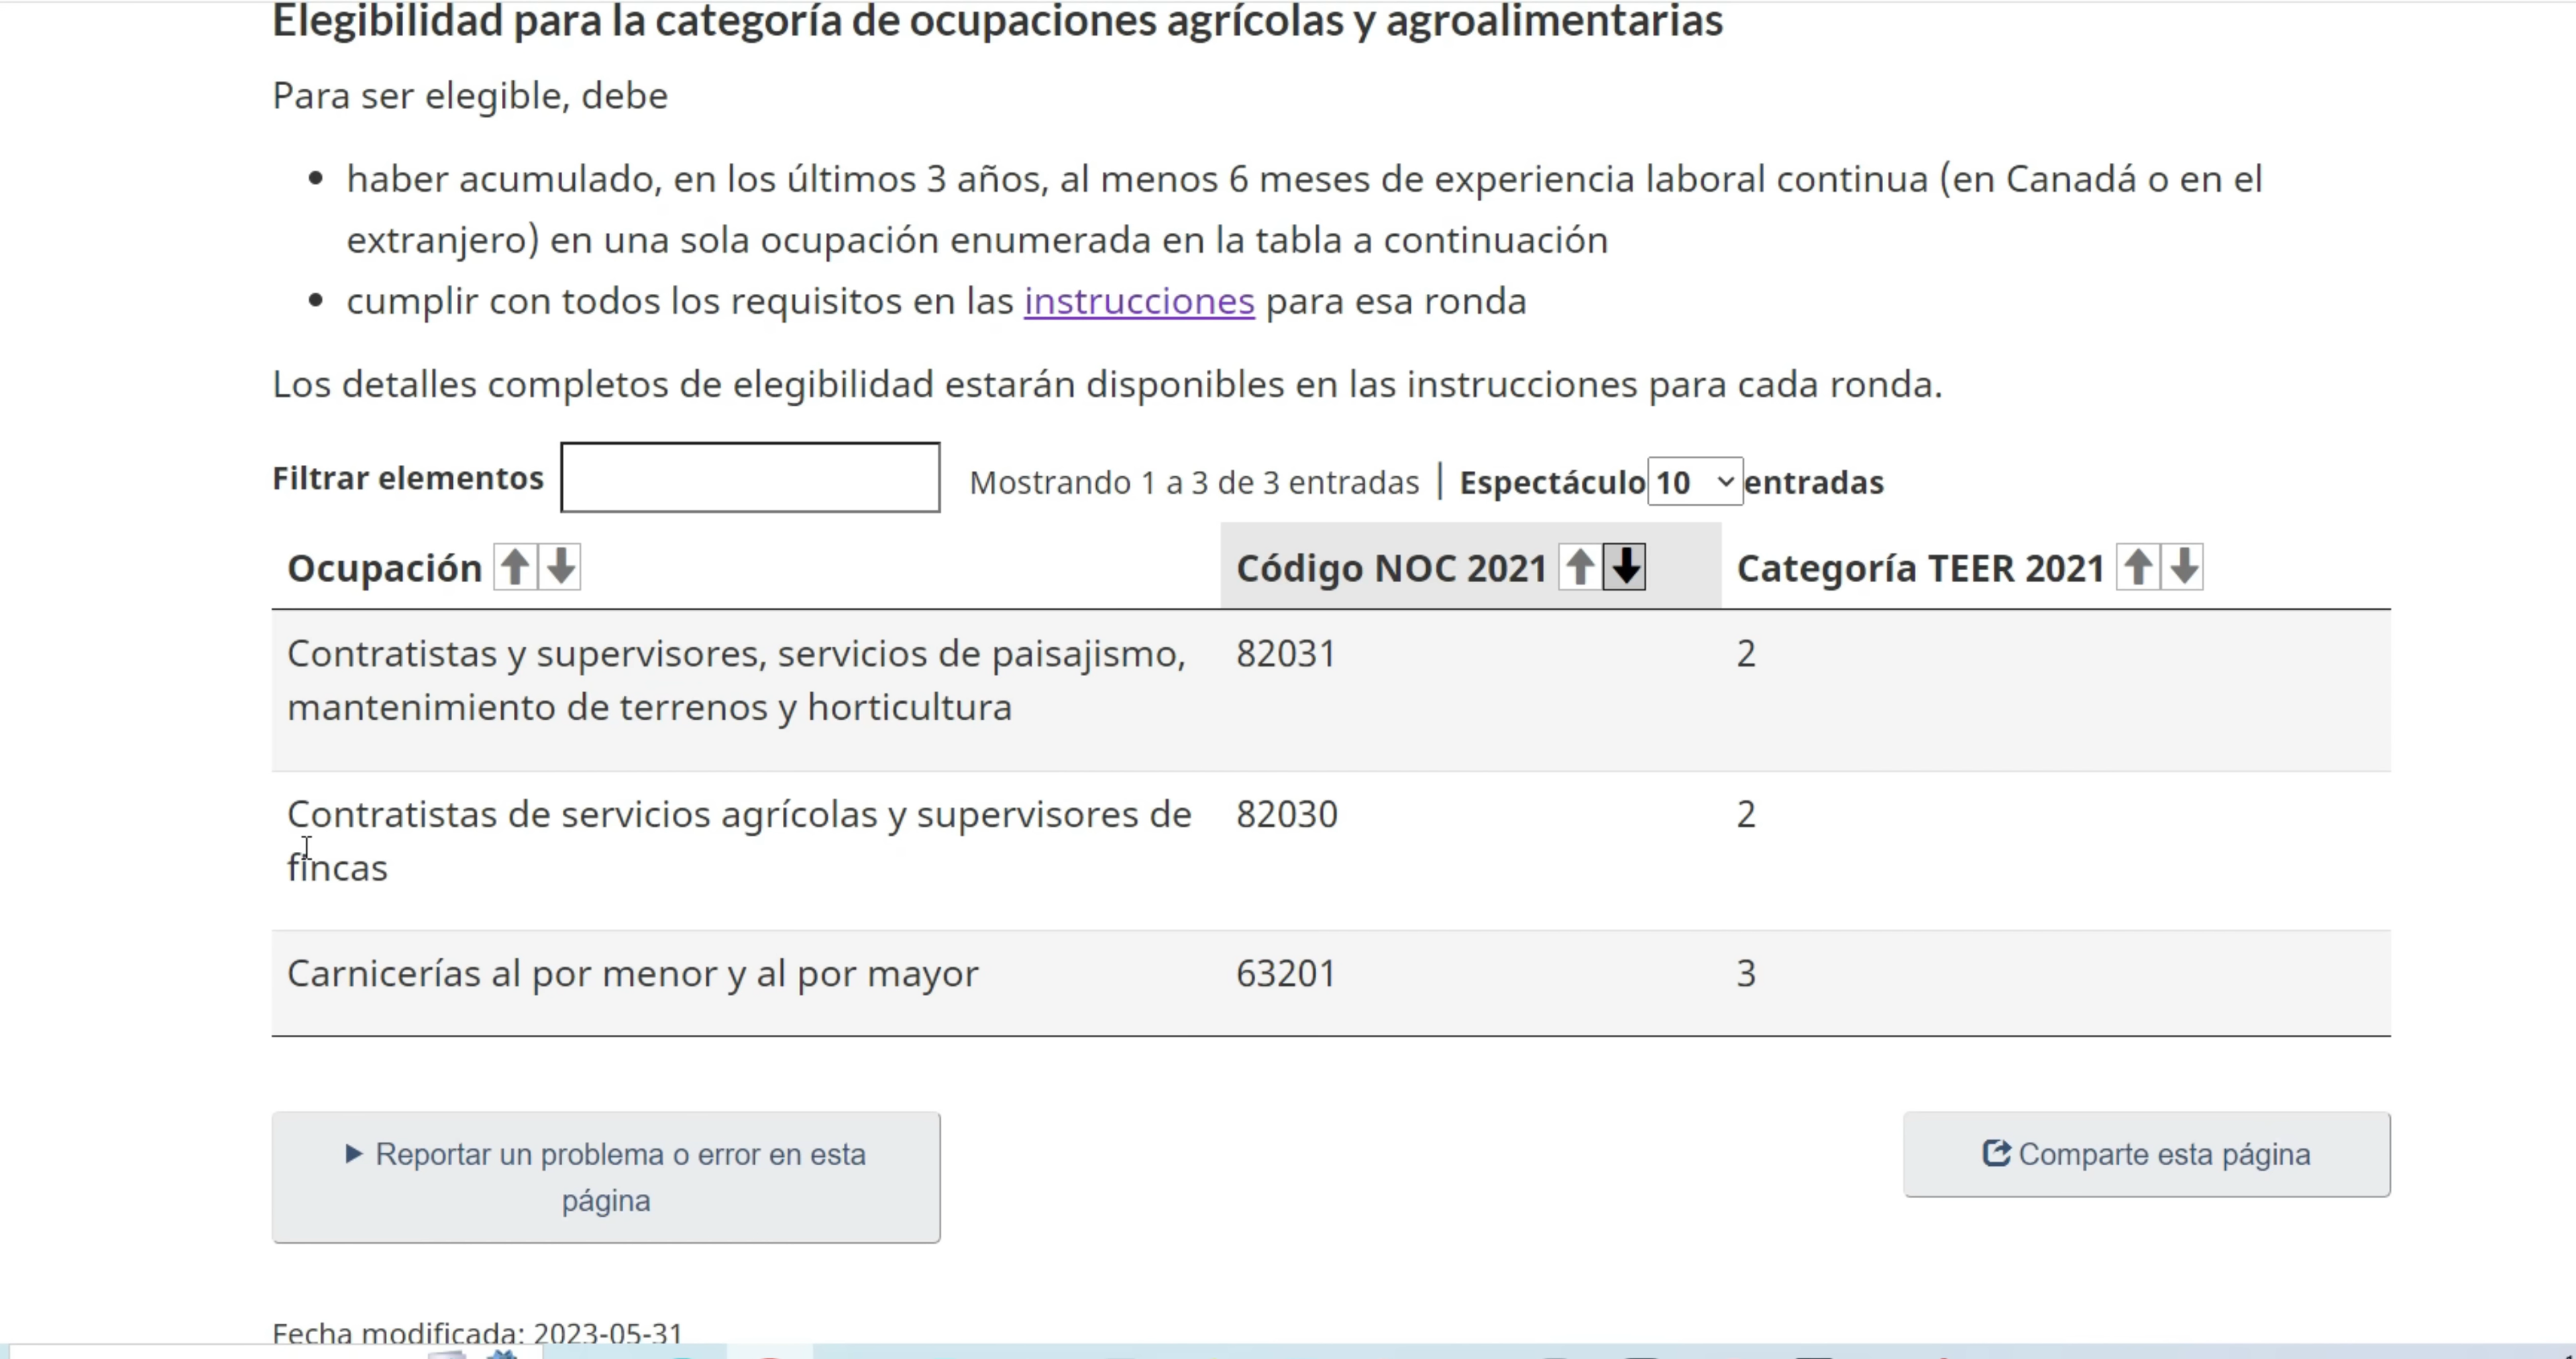 Elegibilidad para la categoría de ocupaciones agrícolas y agroalimentarias
Para ser elegible, debe
haber acumulado, en los últimos 3 años, al menos 6 meses de experiencia laboral continua (en Canadá o en el
extranjero) en una sola ocupación enumerada en la tabla a continuación
cumplir con todos los requisitos en las instrucciones para esa ronda
Los detalles completos de elegibilidad estarán disponibles en las instrucciones para cada ronda.
Filtrar elementos Mostrando 1 a 3 de 3 entradas | Espectáculo 10 entradas
Ocupación Código NOC 2021 Categoría TEER 2021
Contratistas y supervisores, servicios de paisajismo, 82031 2
mantenimiento de terrenos y horticultura
Contratistas de servicios agrícolas y supervisores de 82030 2
fincas
Carnicerías al por menor y al por mayor 63201 3
Reportar un problema o error en esta
página
Comparte esta página
Fecha modificada: 2023-05-31